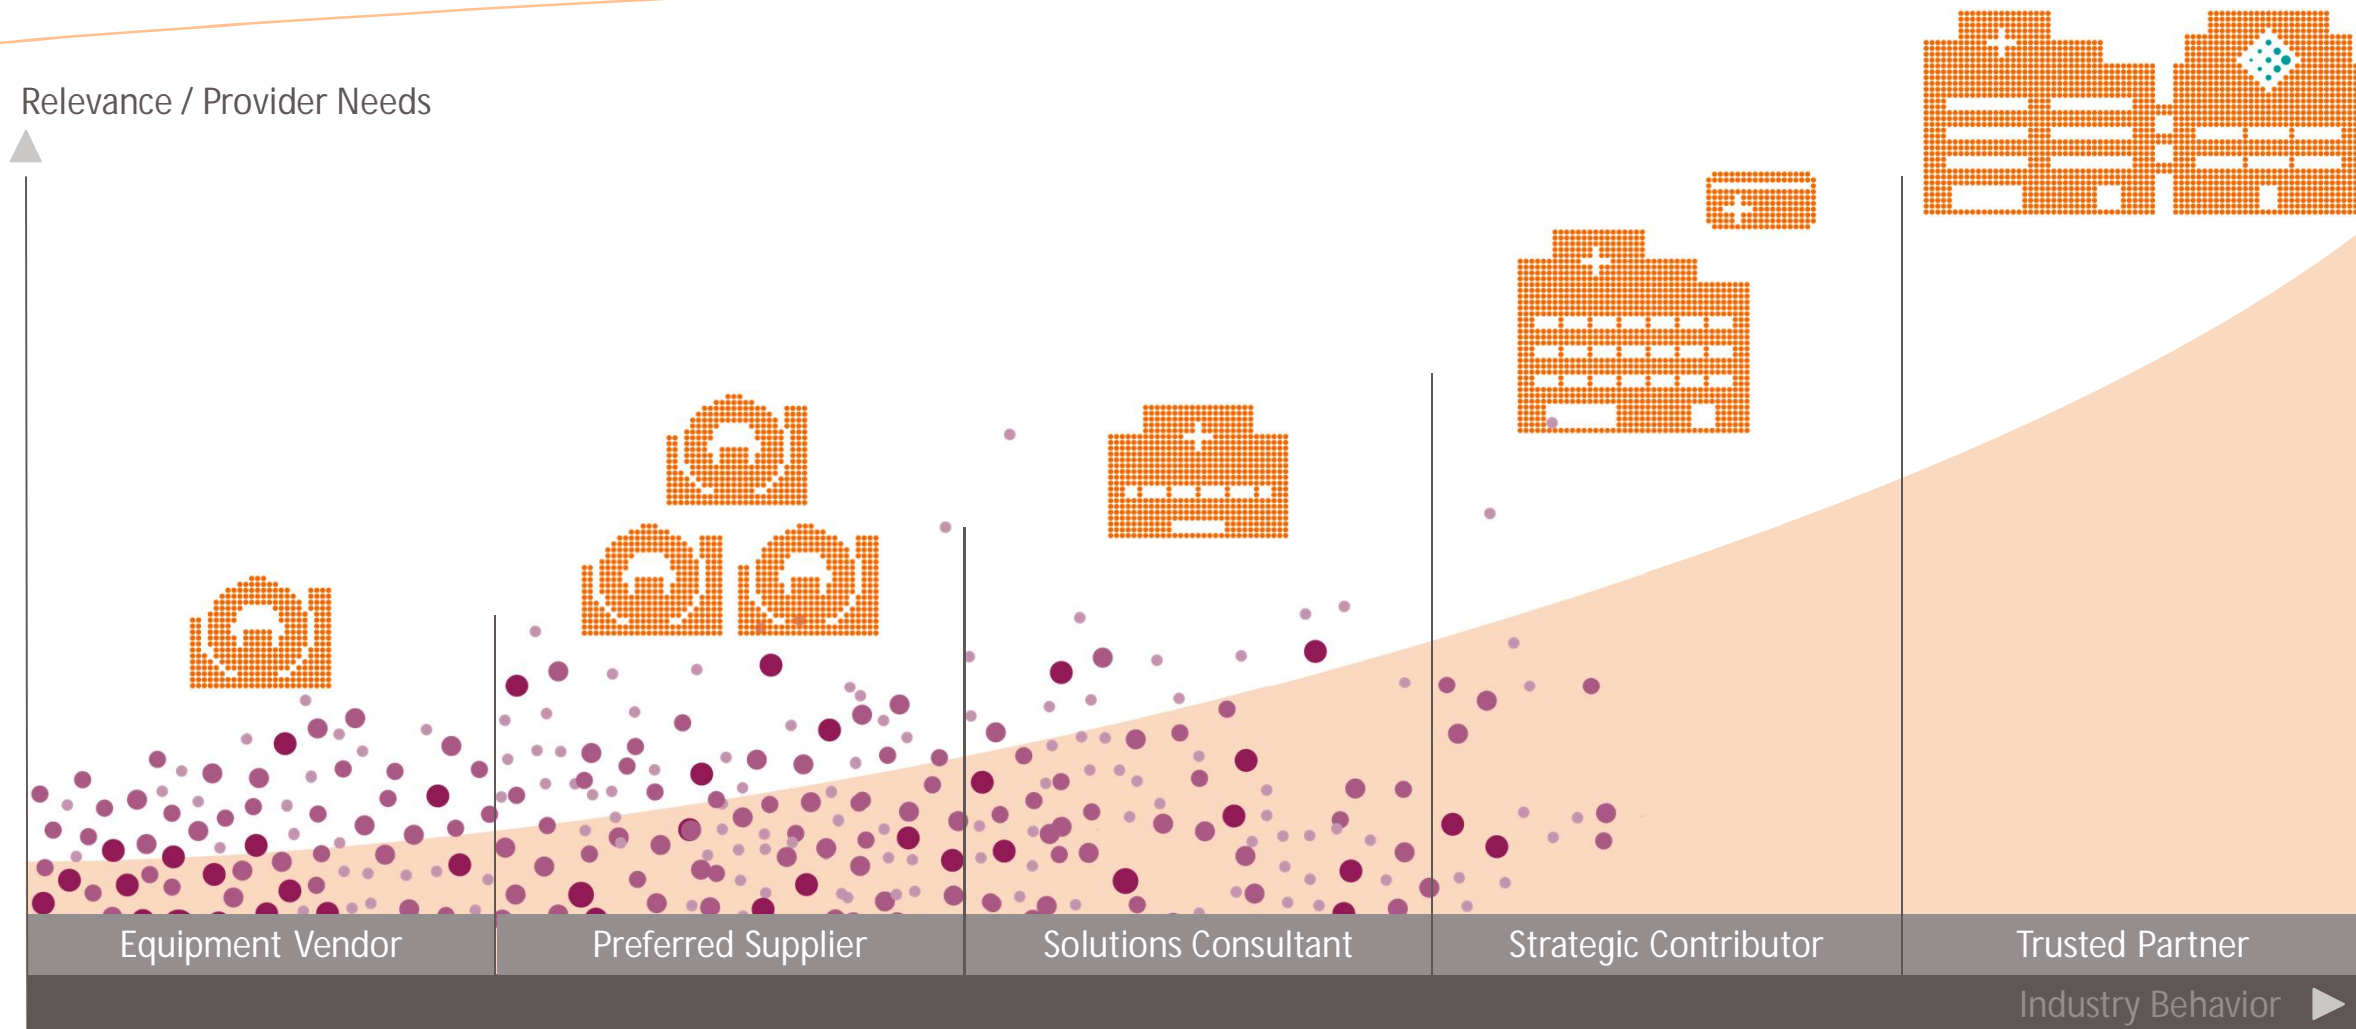 Relevance / Provider Needs
Equipment Vendor
Preferred Supplier
Solutions Consultant
Strategic Contributor
Trusted Partner
Industry Behavior